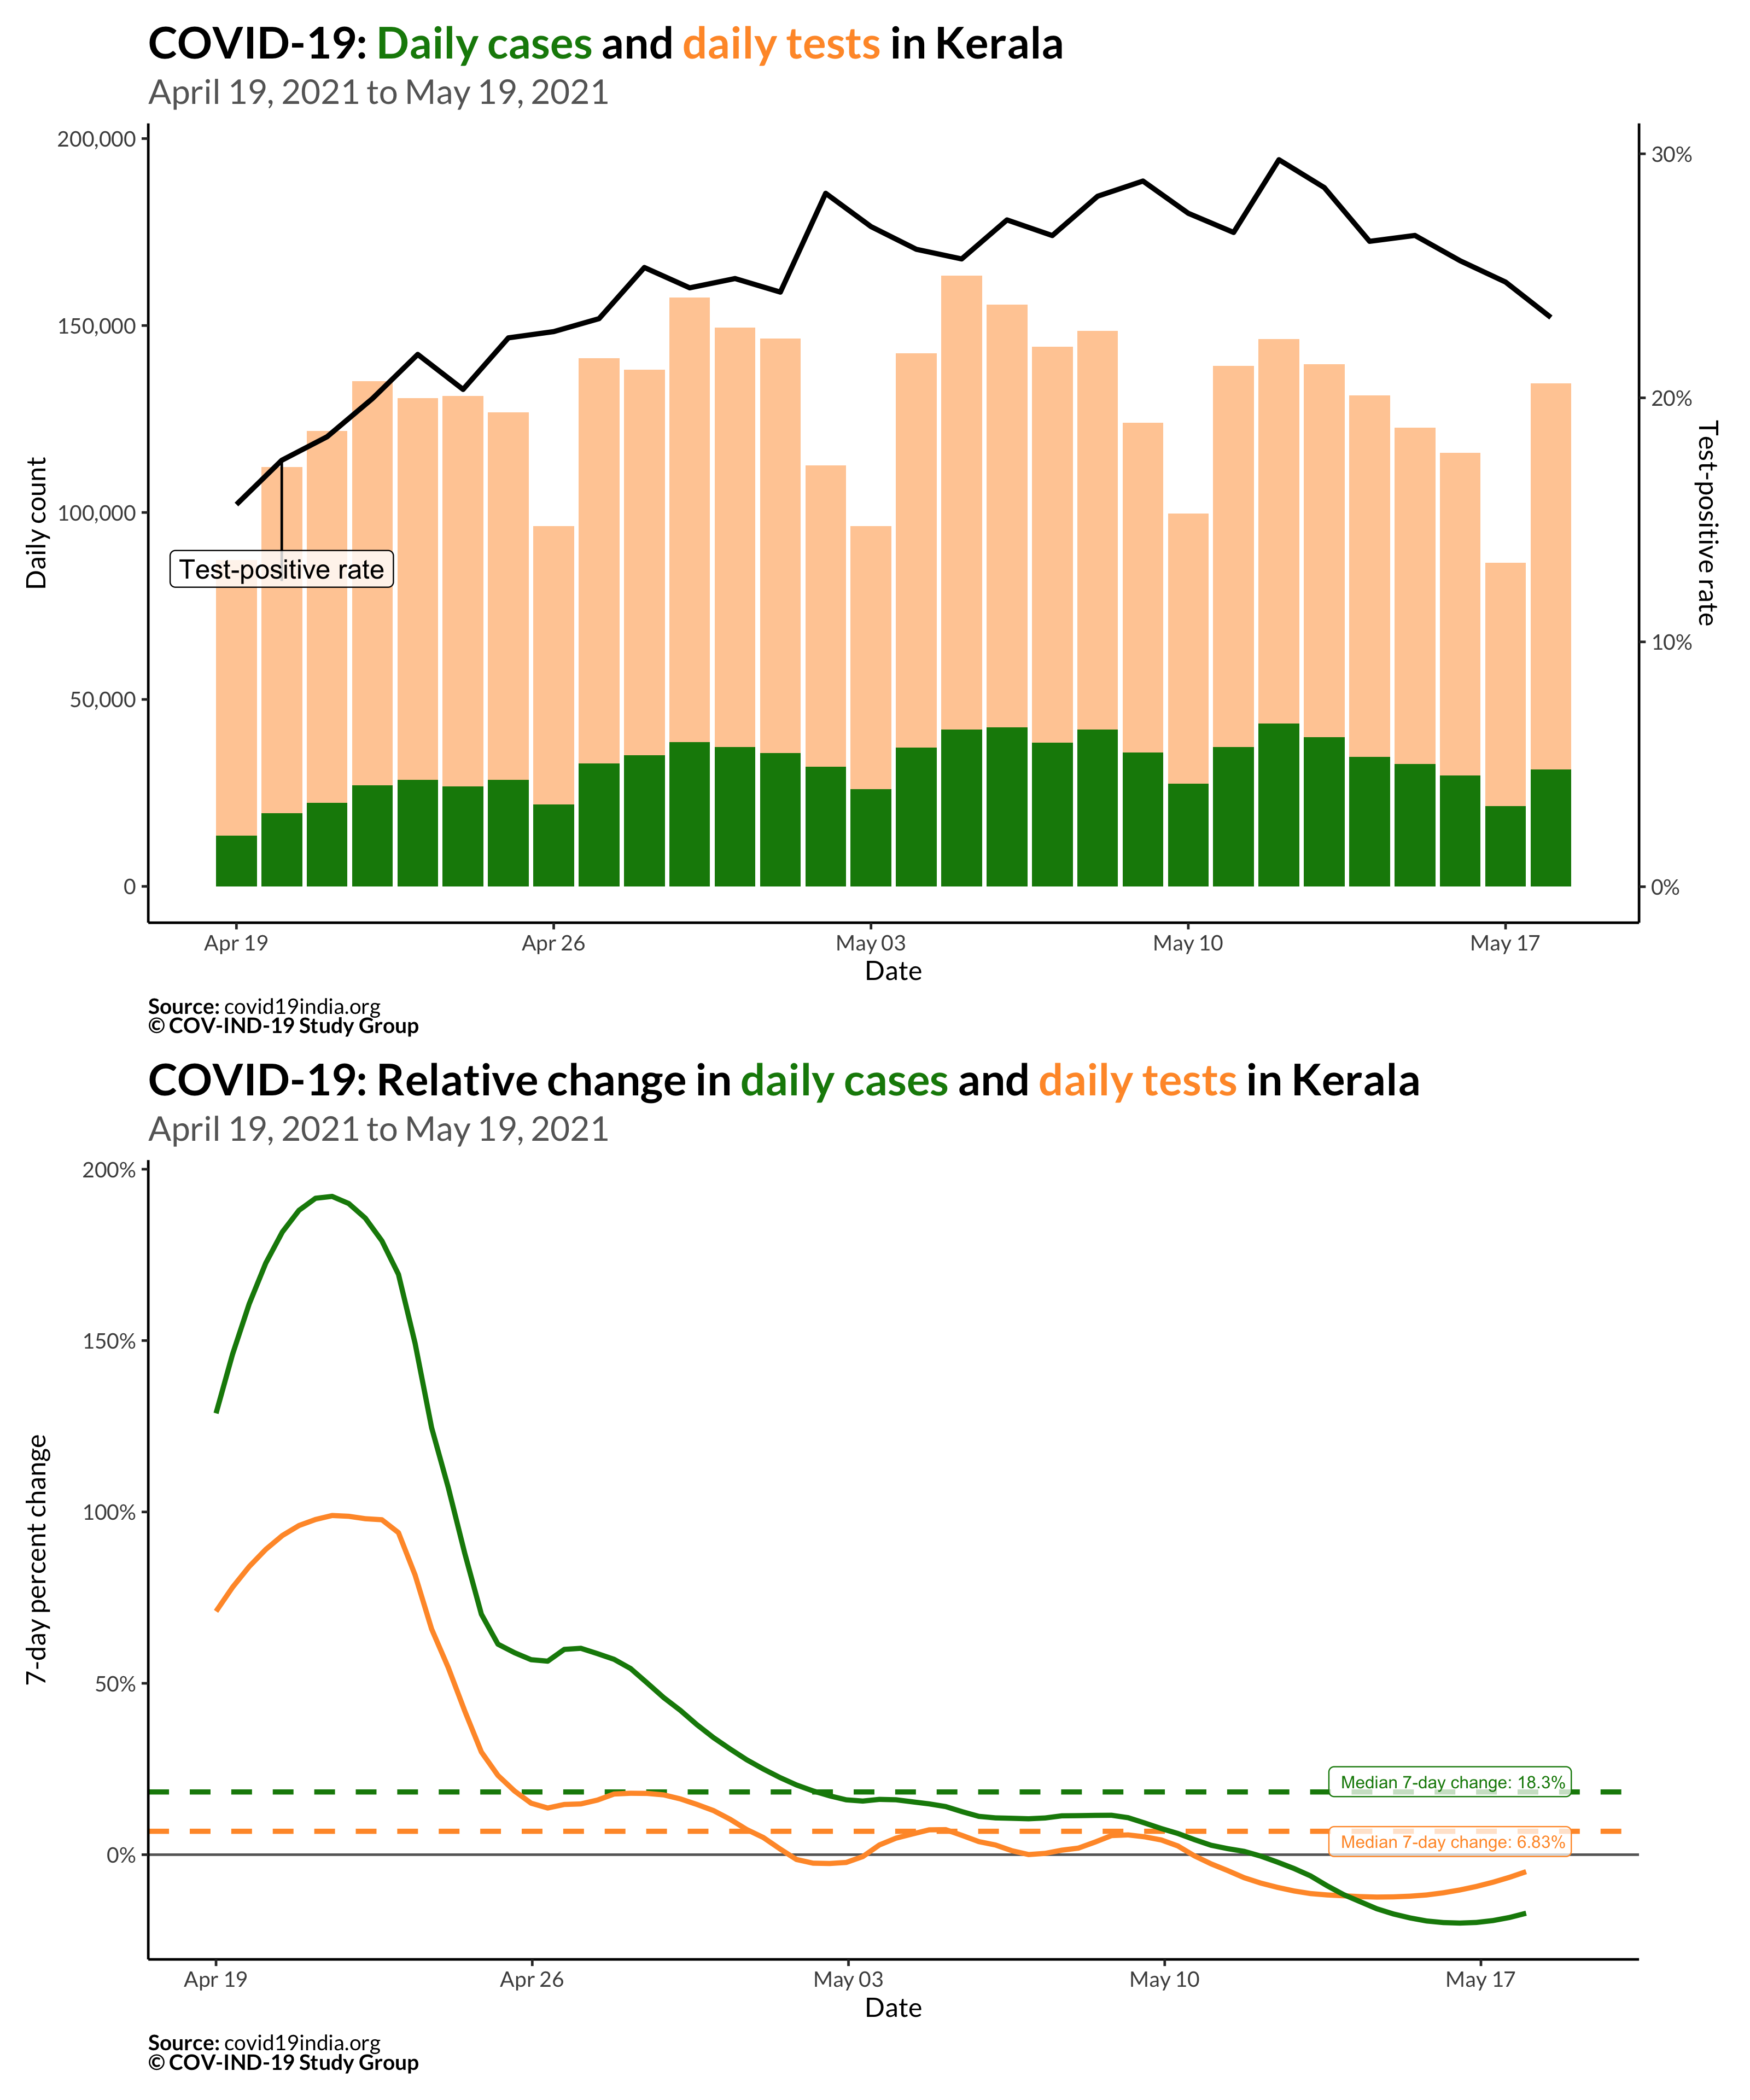 COVID-19: Daily cases and daily tests in Kerala
April 19, 2021 to May 19, 2021
200,000
150,000
100,000
50,000
0
Daily count
30%
20%
10%
0%
Test-positive rate
Test-positive rate
Apr 19
Apr 26
May 03
May 10
May 17
Date
Source: covid19india.org
© COV-IND-19 Study Group
COVID-19: Relative change in daily cases and daily tests in Kerala
April 19, 2021 to May 19, 2021
200%
150%
100%
50%
0%
7-day percent change
Median 7-day change: 18.3%
Median 7-day change: 6.83%
Apr 19
Apr 26
May 03
May 10
May 17
Date
Source: covid19india.org
© COV-IND-19 Study Group